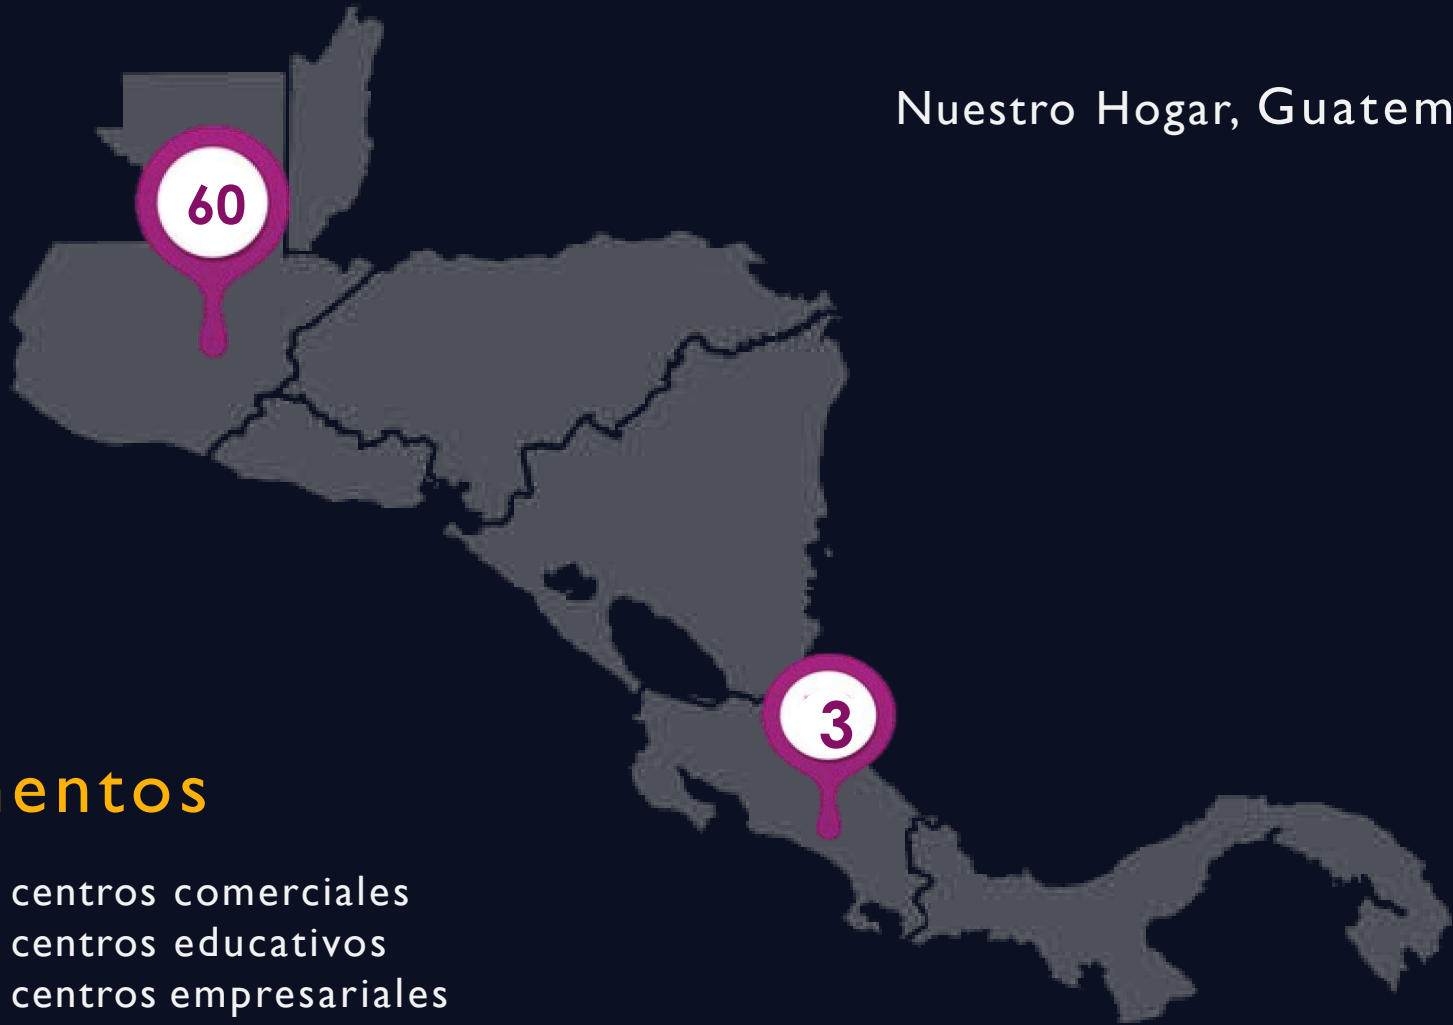 Nuestro Hogar, Guatem
60
3
entos
centros comerciales
centros educativos
centros empresariales